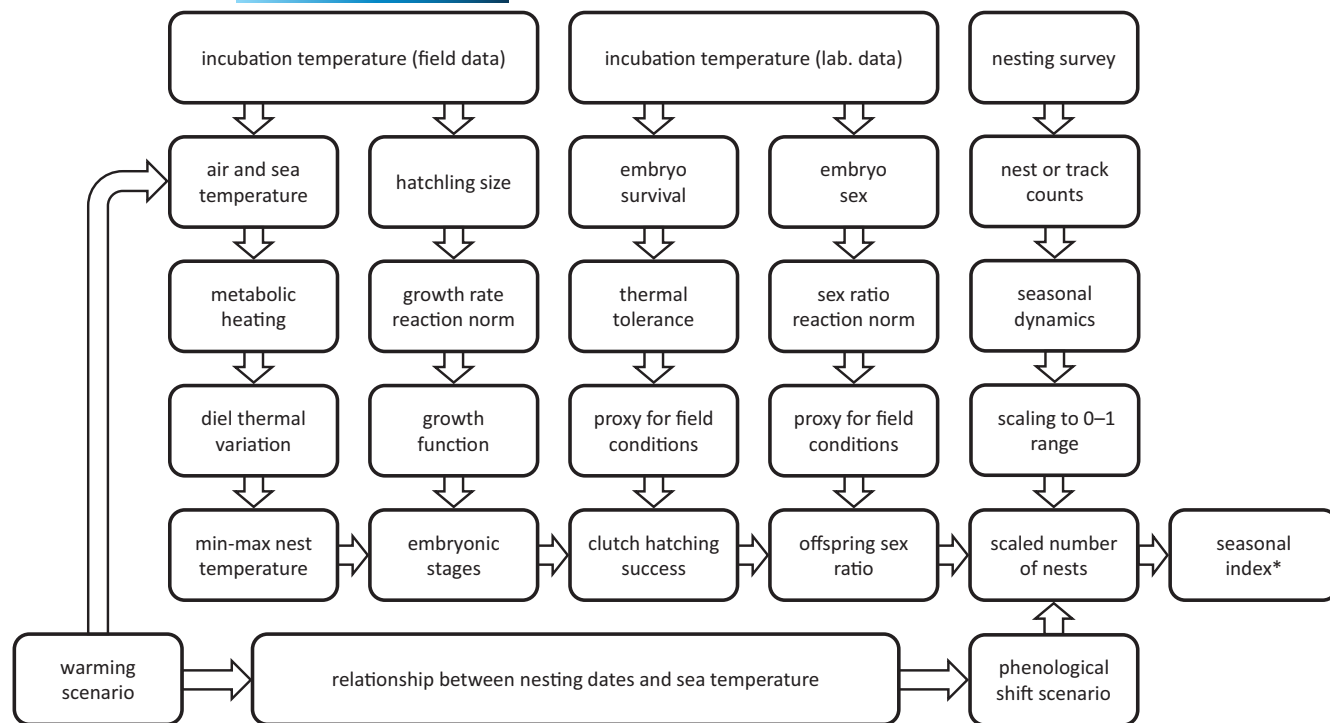 incubation temperature (field data)
incubation temperature (lab. data)
nesting survey
air and sea
temperature
hatchling size
embryo
survival
embryo
sex
nest or track
counts
metabolic
heating
growth rate
reaction norm
thermal
tolerance
sex ratio
reaction norm
seasonal
dynamics
diel thermal
variation
growth
function
proxy for field
conditions
proxy for field
conditions
scaling to 0–1
range
min-max nest
temperature
embryonic
stages
clutch hatching
success
offspring sex
ratio
scaled number
of nests
seasonal
index*
warming
scenario
relationship between nesting dates and sea temperature
phenological
shift scenario